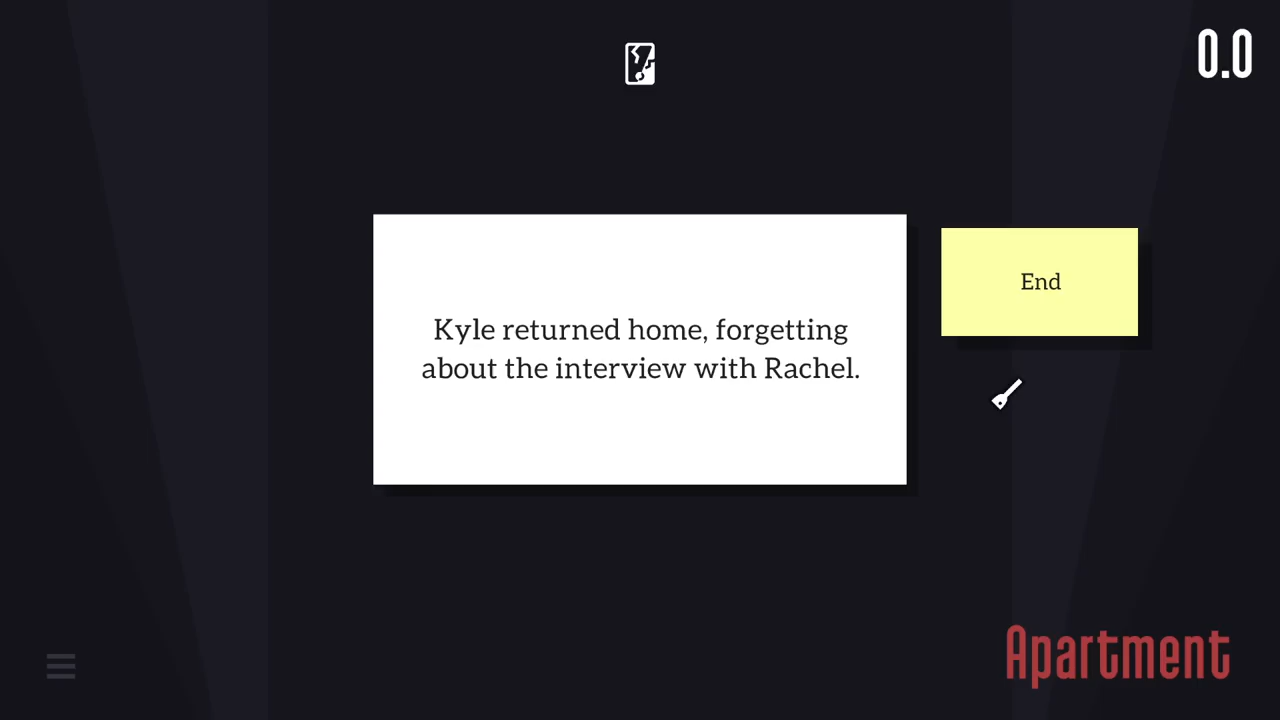 0.0
Kyle returned home, forgetting
about the interview with Rachel.
End
Apartment